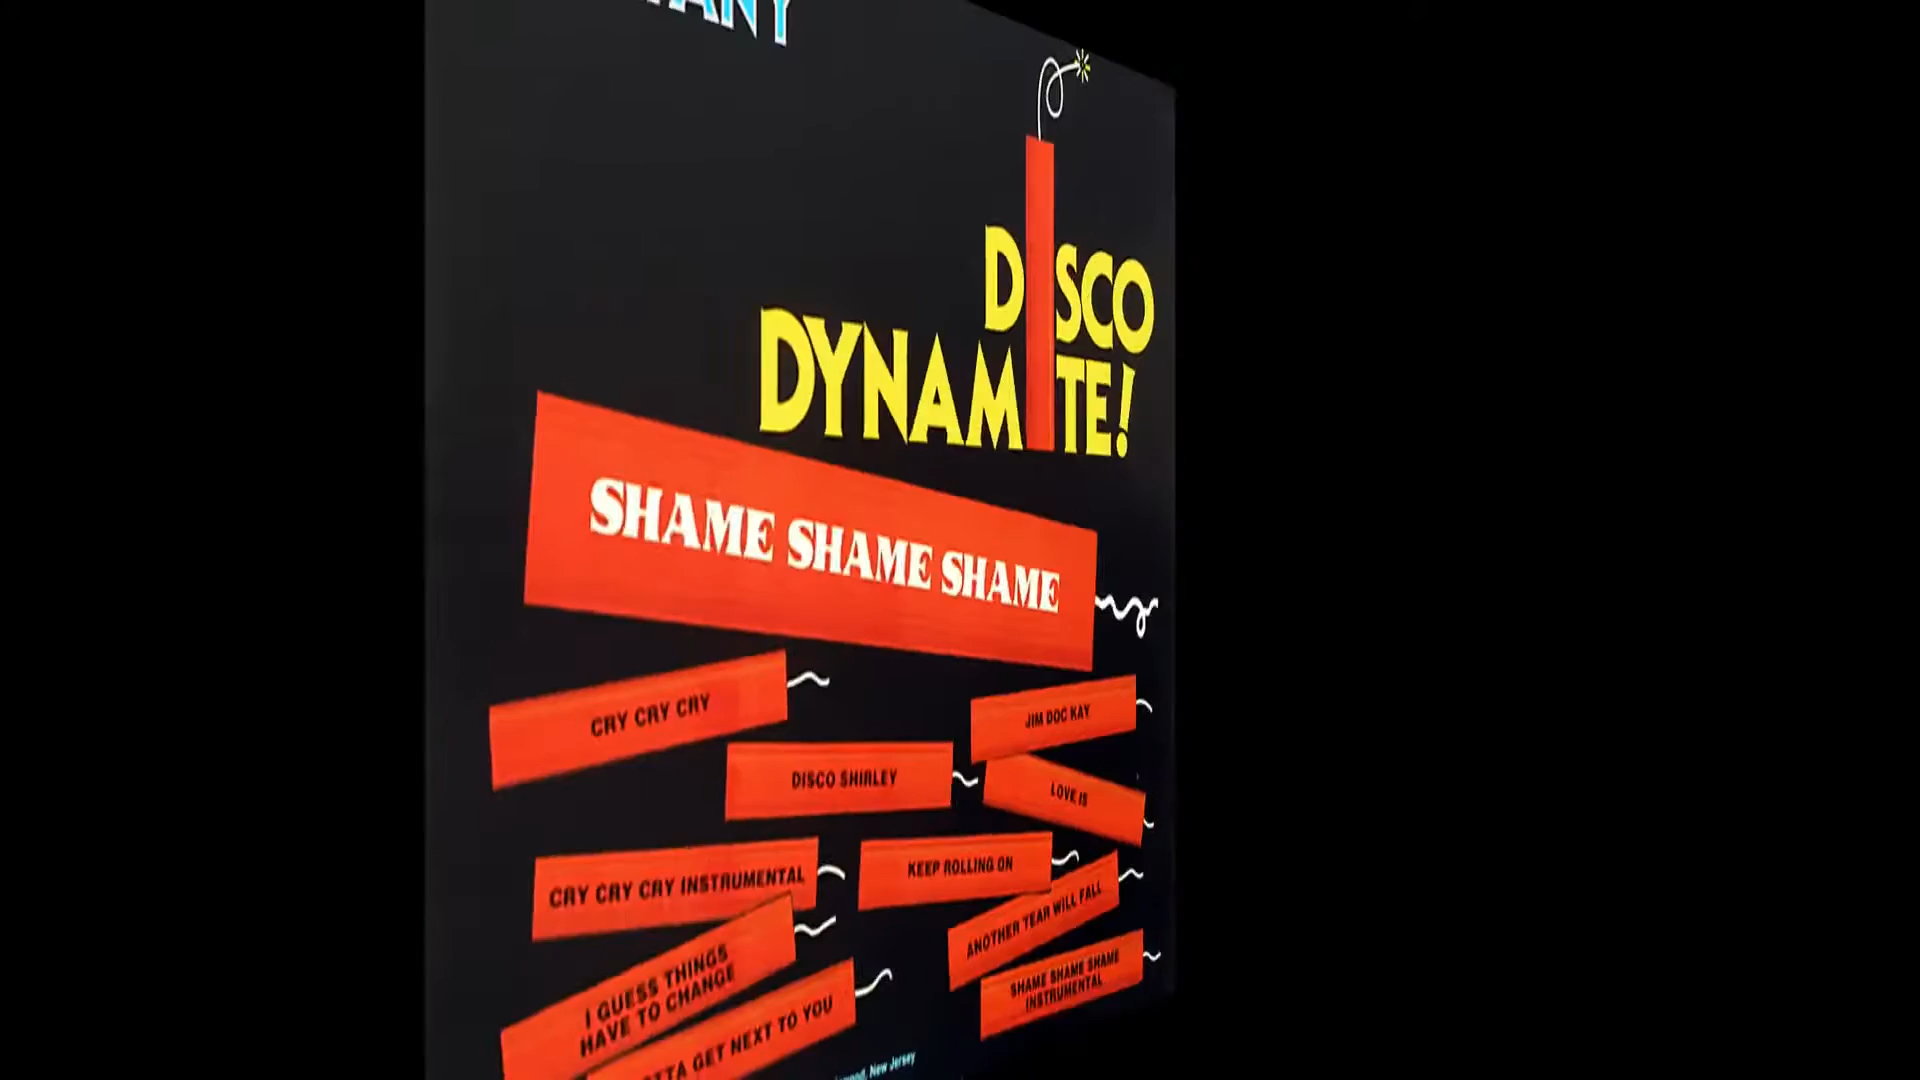 DISCO
DYNAMITE!
SHAME SHAME SHAME
CRY CRY CRY
JIM DOC KAY
DISCO SHIRLEY
LOVE IS
CRY CRY CRY INSTRUMENTAL
KEEP ROLLING ON
ANOTHER TEAR WILL FALL
I GUESS THINGS
HAVE TO CHANGE
SHAME SHAME SHAME
INSTRUMENTAL
GET NEXT TO YOU
New Jersey